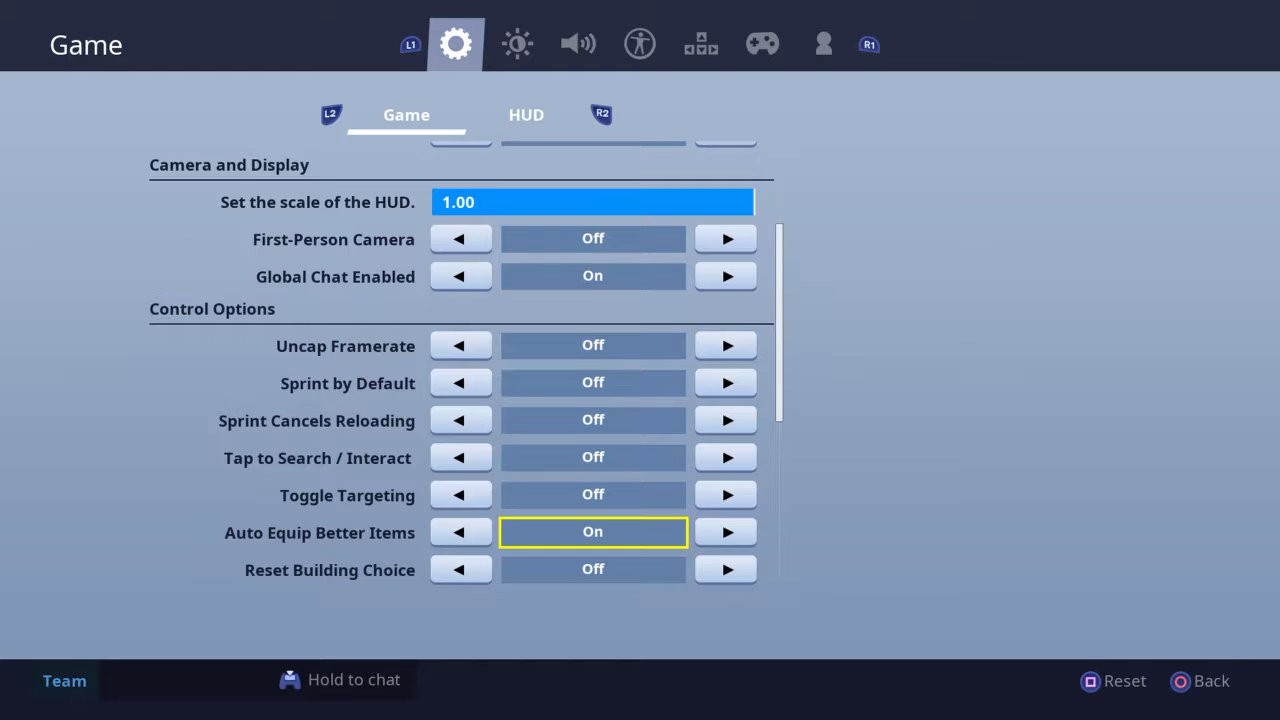 Game
L1
R1
L2
Game
HUD
R2
Camera and Display
Set the scale of the HUD. 1.00
First-Person Camera ◀ Off ▶
Global Chat Enabled ◀ On ▶
Control Options
Uncap Framerate ◀ Off ▶
Sprint by Default ◀ Off ▶
Sprint Cancels Reloading ◀ Off ▶
Tap to Search / Interact ◀ Off ▶
Toggle Targeting ◀ Off ▶
Auto Equip Better Items ◀ On ▶
Reset Building Choice ◀ Off ▶
Team
Hold to chat
Reset
Back